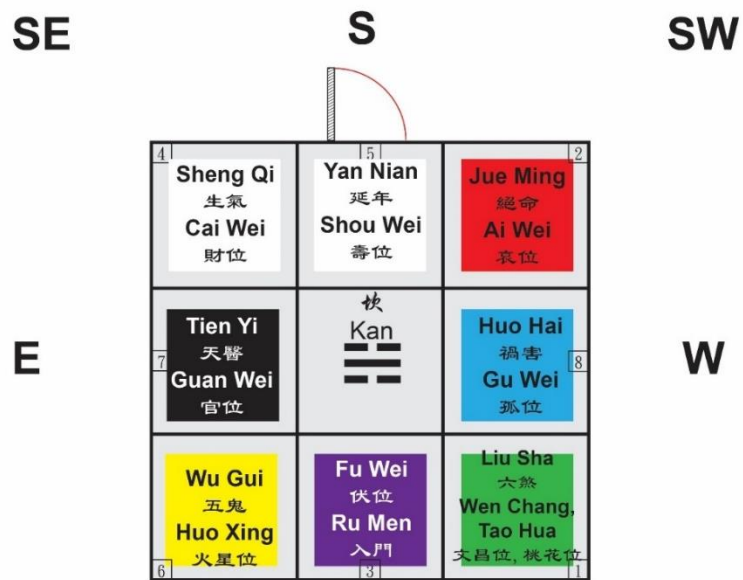 SE
S
SW
4
Sheng Qi
生氣
Cai Wei
財位
5
Yan Nian
延年
Shou Wei
壽位
2
Jue Ming
絕命
Ai Wei
哀位
E
7
Tien Yi
天醫
Guan Wei
官位
坎
Kan
Huo Hai
禍害
Gu Wei
孤位
8
W
Wu Gui
五鬼
Huo Xing
火星位
6
Fu Wei
伏位
Ru Men
入門
3
Liu Sha
六煞
Wen Chang,
Tao Hua
文昌位, 桃花位
1